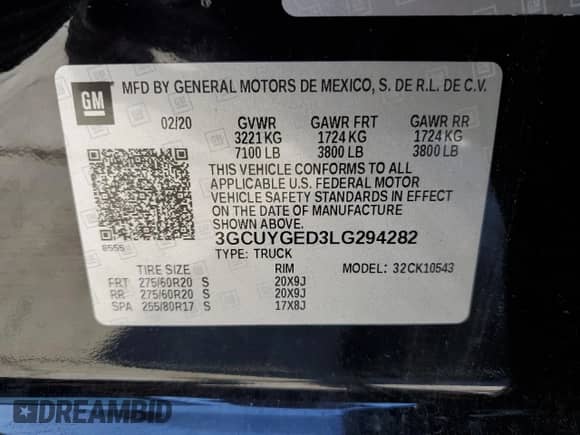 GM
MFD BY GENERAL MOTORS DE MEXICO, S. DE R.L. DE C.V.
02/20 GVWR GAWR FRT GAWR RR
3221 KG 1724 KG 1724 KG
7100 LB 3800 LB 3800 LB
THIS VEHICLE CONFORMS TO ALL
APPLICABLE U.S. FEDERAL MOTOR
VEHICLE SAFETY STANDARDS IN EFFECT
ON THE DATE OF MANUFACTURE SHOWN
ABOVE.
8555
3GCUYGED3LG294282
TYPE: TRUCK
TIRE SIZE RIM MODEL: 32CK10543
FRT 275/60R20 S 20X9J
RR 275/60R20 S 20X9J
SPA 255/80R17 S 17X8J
DREAMBID